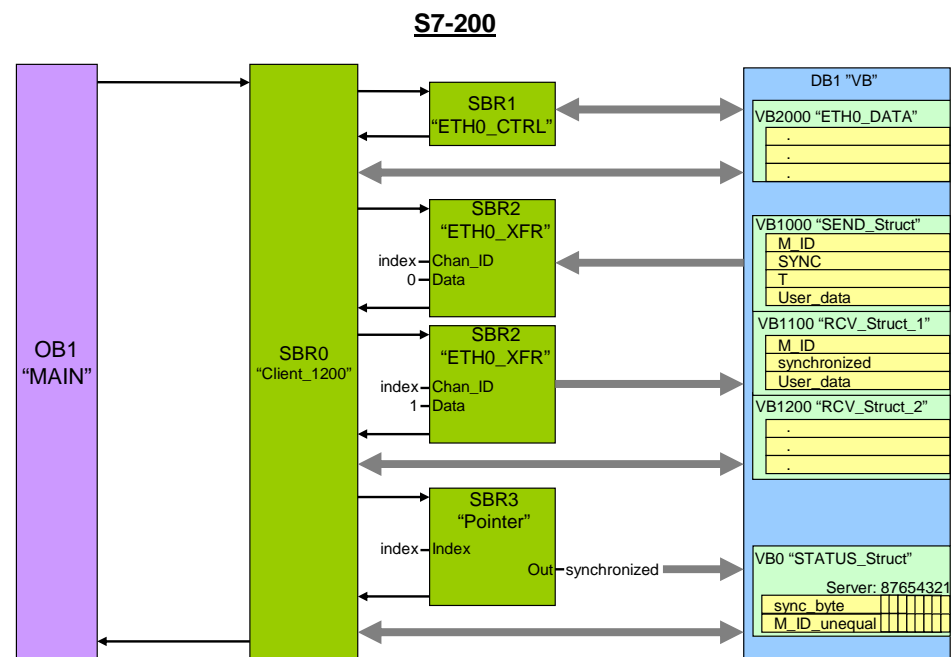 S7-200
OB1
“MAIN”
SBR0
“Client_1200”
SBR1
“ETH0_CTRL”
SBR2
“ETH0_XFR”
index
Chan_ID
0
Data
SBR2
“ETH0_XFR”
index
Chan_ID
1
Data
SBR3
“Pointer”
index
Index
Out
synchronized
DB1 ”VB”
VB2000 “ETH0_DATA”
.
.
.
VB1000 “SEND_Struct”
M_ID
SYNC
T
User_data
VB1100 “RCV_Struct_1”
M_ID
synchronized
User_data
VB1200 “RCV_Struct_2”
.
.
.
VB0 “STATUS_Struct”
Server: 87654321
sync_byte
M_ID_unequal